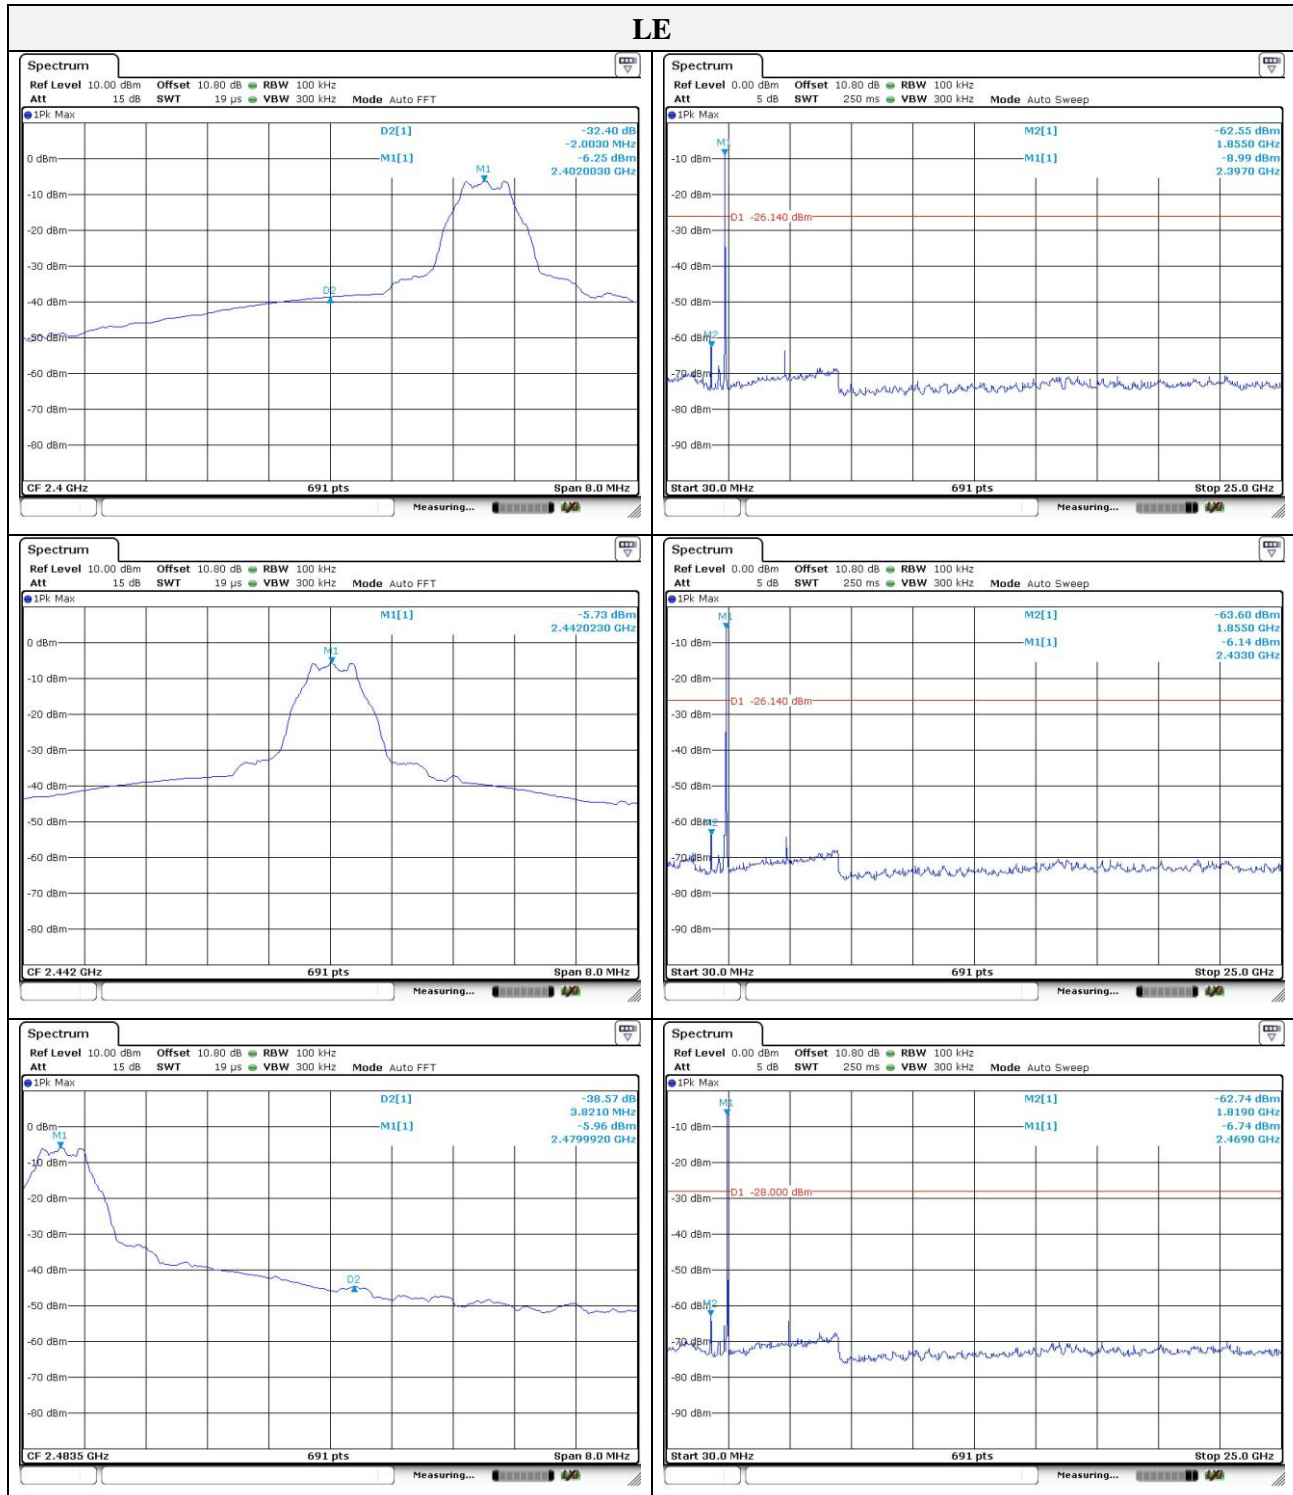 LE
Spectrum
Ref Level 10.00 dBm Offset 10.80 dB RBW 100 kHz
Att 15 dB SWT 19 µs VBW 300 kHz Mode Auto FFT
1Pk Max
D2[1] -32.40 dB
-2.0030 MHz
M1[1] -6.25 dBm
2.4020030 GHz
M1
0 dBm
-10 dBm
-20 dBm
-30 dBm
D2
-40 dBm
-50 dBm
-60 dBm
-70 dBm
-80 dBm
CF 2.4 GHz 691 pts Span 8.0 MHz
Measuring...
Spectrum
Ref Level 0.00 dBm Offset 10.80 dB RBW 100 kHz
Att 5 dB SWT 250 ms VBW 300 kHz Mode Auto Sweep
1Pk Max
M2[1] -62.55 dBm
1.8550 GHz
M1[1] -8.99 dBm
2.3970 GHz
M1
-10 dBm
-20 dBm
D1 -26.140 dBm
-30 dBm
-40 dBm
-50 dBm
-60 dBm M2
-70 dBm
-80 dBm
-90 dBm
Start 30.0 MHz 691 pts Stop 25.0 GHz
Measuring...
Spectrum
Ref Level 10.00 dBm Offset 10.80 dB RBW 100 kHz
Att 15 dB SWT 19 µs VBW 300 kHz Mode Auto FFT
1Pk Max
M1[1] -5.73 dBm
2.4420230 GHz
0 dBm
M1
-10 dBm
-20 dBm
-30 dBm
-40 dBm
-50 dBm
-60 dBm
-70 dBm
-80 dBm
CF 2.442 GHz 691 pts Span 8.0 MHz
Measuring...
Spectrum
Ref Level 0.00 dBm Offset 10.80 dB RBW 100 kHz
Att 5 dB SWT 250 ms VBW 300 kHz Mode Auto Sweep
1Pk Max
M2[1] -63.60 dBm
1.8550 GHz
M1[1] -6.14 dBm
2.4330 GHz
M1
-10 dBm
-20 dBm
D1 -26.140 dBm
-30 dBm
-40 dBm
-50 dBm
-60 dBm M2
-70 dBm
-80 dBm
-90 dBm
Start 30.0 MHz 691 pts Stop 25.0 GHz
Measuring...
Spectrum
Ref Level 10.00 dBm Offset 10.80 dB RBW 100 kHz
Att 15 dB SWT 19 µs VBW 300 kHz Mode Auto FFT
1Pk Max
D2[1] -38.57 dB
3.8210 MHz
M1[1] -5.96 dBm
2.4799920 GHz
0 dBm
M1
-10 dBm
-20 dBm
-30 dBm
-40 dBm
D2
-50 dBm
-60 dBm
-70 dBm
-80 dBm
CF 2.4835 GHz 691 pts Span 8.0 MHz
Measuring...
Spectrum
Ref Level 0.00 dBm Offset 10.80 dB RBW 100 kHz
Att 5 dB SWT 250 ms VBW 300 kHz Mode Auto Sweep
1Pk Max
M2[1] -62.74 dBm
1.8190 GHz
M1[1] -6.74 dBm
2.4690 GHz
M1
-10 dBm
-20 dBm
D1 -28.000 dBm
-30 dBm
-40 dBm
-50 dBm
-60 dBm M2
-70 dBm
-80 dBm
-90 dBm
Start 30.0 MHz 691 pts Stop 25.0 GHz
Measuring...